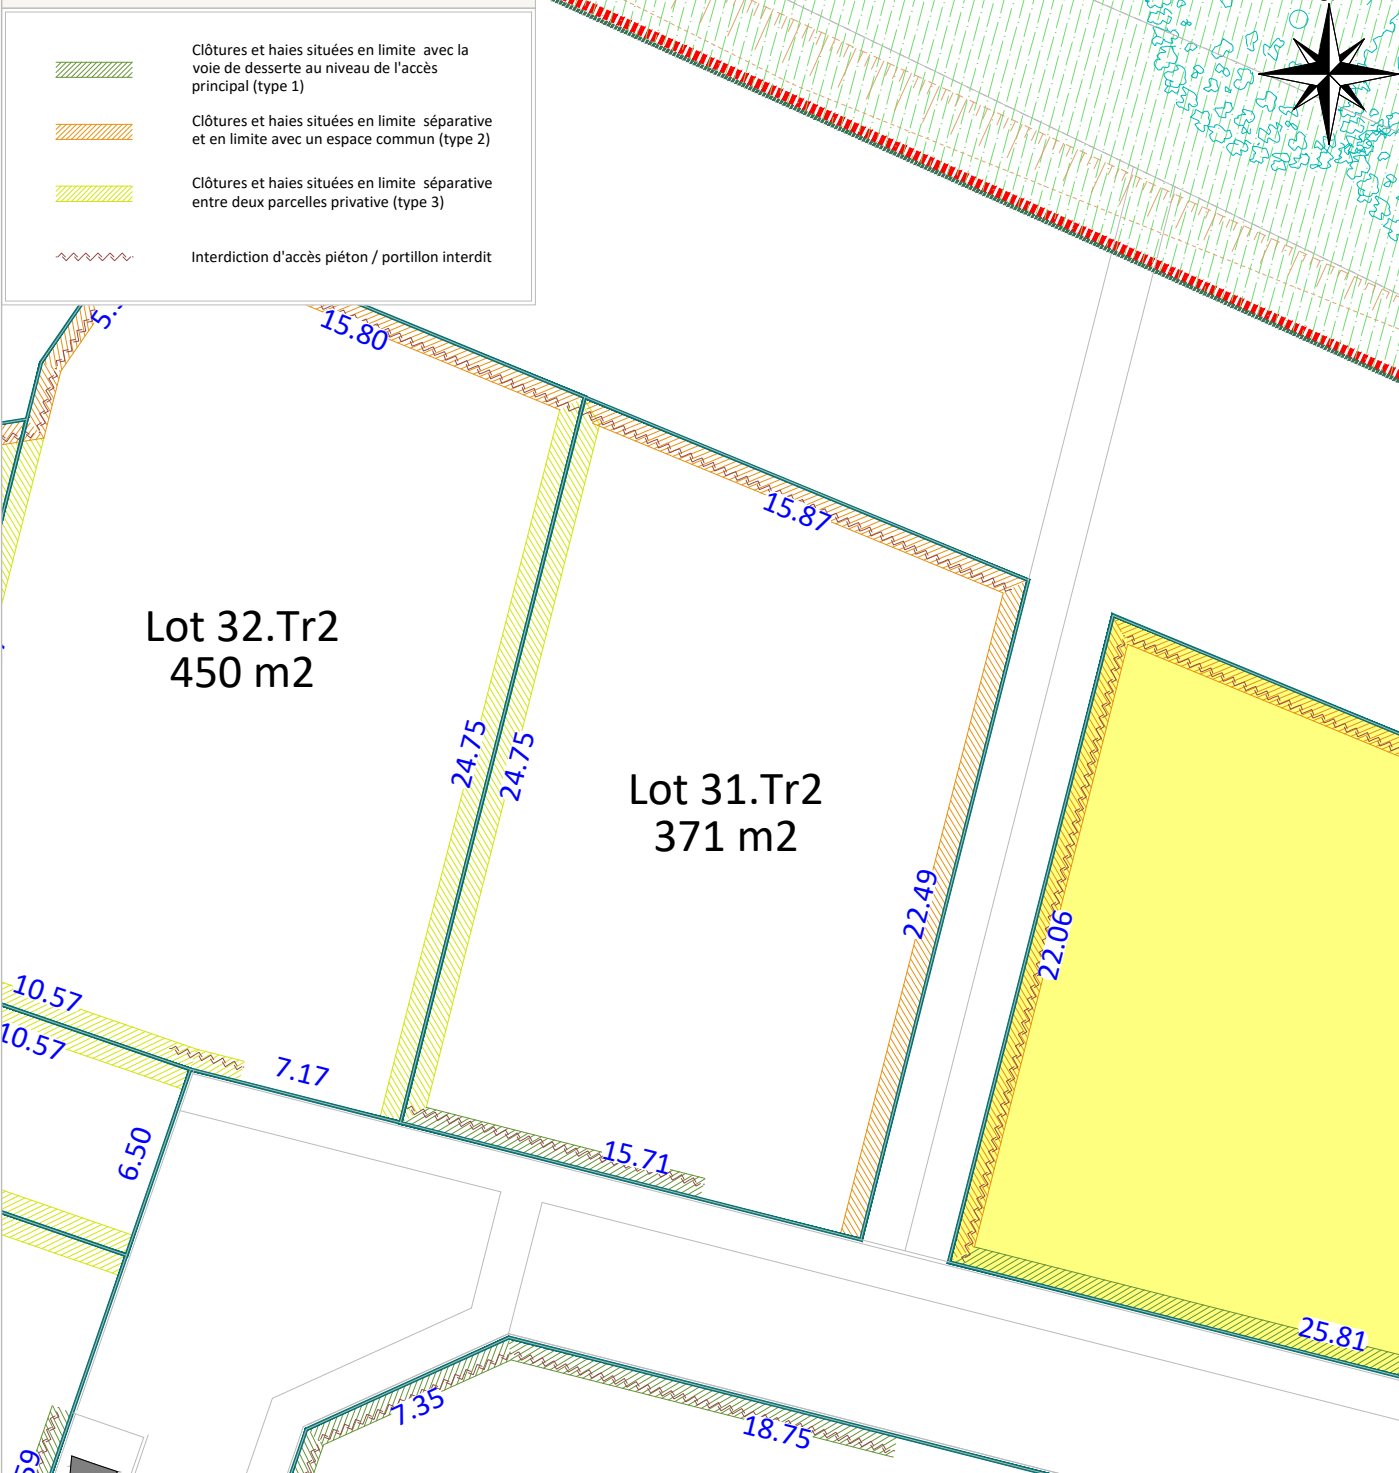 Clôtures et haies situées en limite  avec la
voie de desserte au niveau de l'accès
principal (type 1)
Clôtures et haies situées en limite  séparative
et en limite avec un espace commun (type 2)
Clôtures et haies situées en limite  séparative
entre deux parcelles privative (type 3)
Interdiction d'accès piéton / portillon interdit
15.80
15.87
Lot 32.Tr2
450 m2
24.75
24.75
Lot 31.Tr2
371 m2
22.49
22.06
10.57
10.57
7.17
6.50
15.71
25.81
7.35
18.75